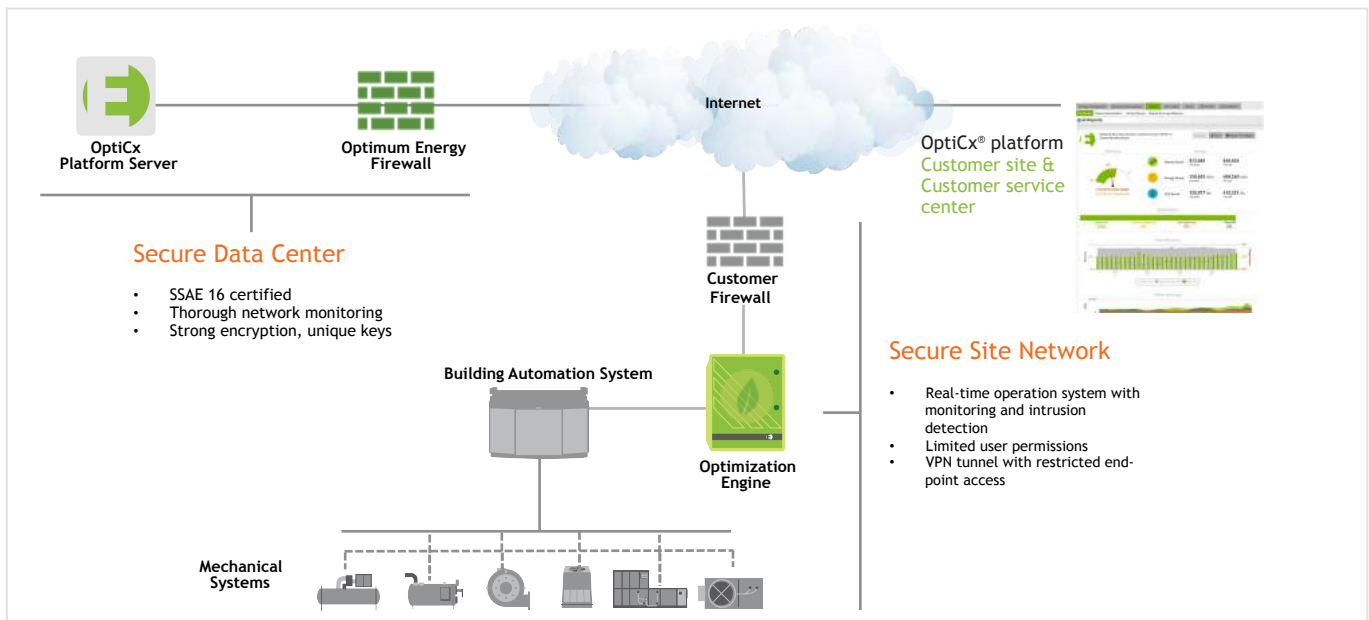 Internet
OptiCx
Platform Server
Optimum Energy
Firewall
OptiCx® platform
Customer site &
Customer service
center
Secure Data Center
• SSAE 16 certified
• Thorough network monitoring
• Strong encryption, unique keys
Customer
Firewall
Building Automation System
Optimization
Engine
Secure Site Network
• Real-time operation system with
monitoring and intrusion
detection
• Limited user permissions
• VPN tunnel with restricted end-
point access
Mechanical
Systems